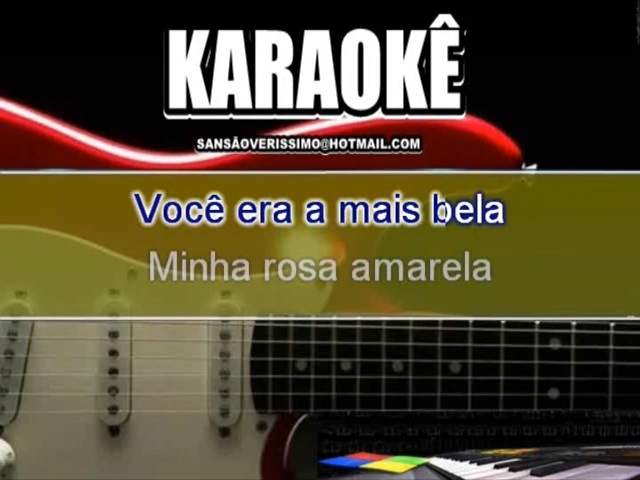 KARAOKÊ
SANSÃOVERISSIMO@HOTMAIL.COM
Você era a mais bela
Minha rosa amarela